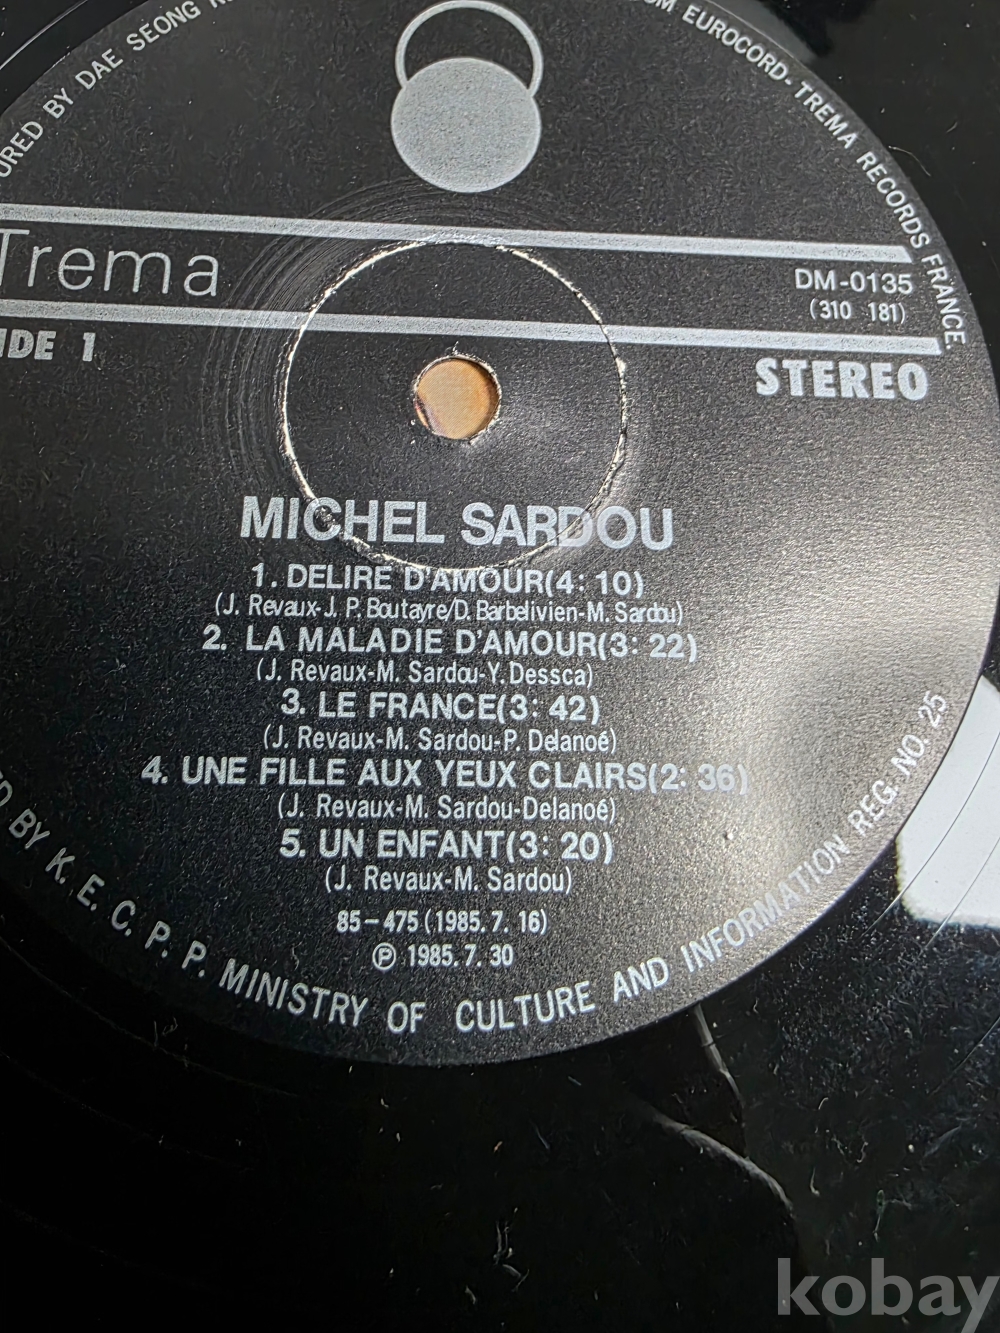 BY DAE SEONG
EUROCORD-TREMA RECORDS FRANCE
Trema
DM-0135
(310 181)
1
STEREO
MICHEL SARDOU
1. DELIRE D'AMOUR(4: 10)
(J. Revaux-J. P. Boutayre/D. Barbelivien-M. Sardou)
2. LA MALADIE D'AMOUR(3: 22)
(J. Revaux-M. Sardou-Y. Dessca)
3. LE FRANCE(3: 42)
(J. Revaux-M. Sardou-P. Delanoé)
4. UNE FILLE AUX YEUX CLAIRS(2: 36)
(J. Revaux-M. Sardou-Delanoé)
5. UN ENFANT(3: 20)
(J. Revaux-M. Sardou)
85-475 (1985. 7. 16)
℗ 1985. 7. 30
BY K. E. C. P. P. MINISTRY OF CULTURE AND INFORMATION REG. NO. 25
kobay